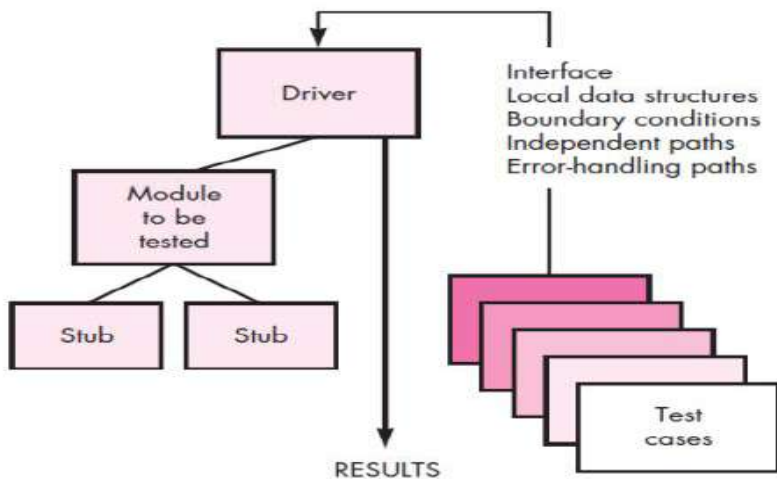 Driver
Interface
Local data structures
Boundary conditions
Independent paths
Error-handling paths
Module
to be
tested
Stub
Stub
Test
cases
RESULTS